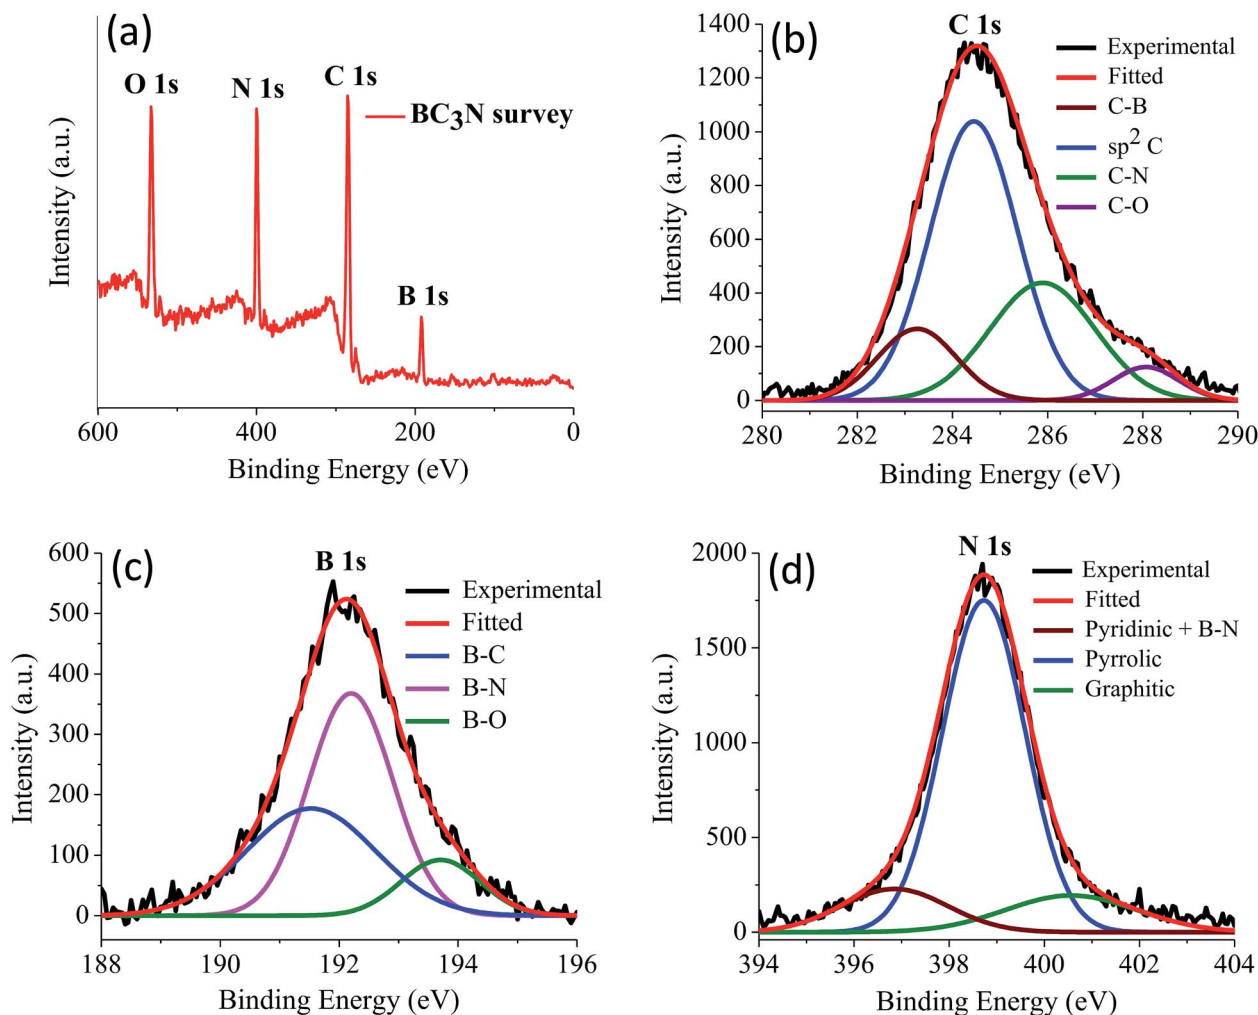 (a)
O 1s
N 1s
C 1s
B 1s
BC3N survey
Intensity (a.u.)
600
400
200
0
Binding Energy (eV)
(b)
C 1s
Experimental
Fitted
C-B
sp2 C
C-N
C-O
Intensity (a.u.)
1400
1200
1000
800
600
400
200
0
280
282
284
286
288
290
Binding Energy (eV)
(c)
B 1s
Experimental
Fitted
B-C
B-N
B-O
Intensity (a.u.)
600
500
400
300
200
100
0
188
190
192
194
196
Binding Energy (eV)
(d)
N 1s
Experimental
Fitted
Pyridinic + B-N
Pyrrolic
Graphitic
Intensity (a.u.)
2000
1500
1000
500
0
394
396
398
400
402
404
Binding Energy (eV)